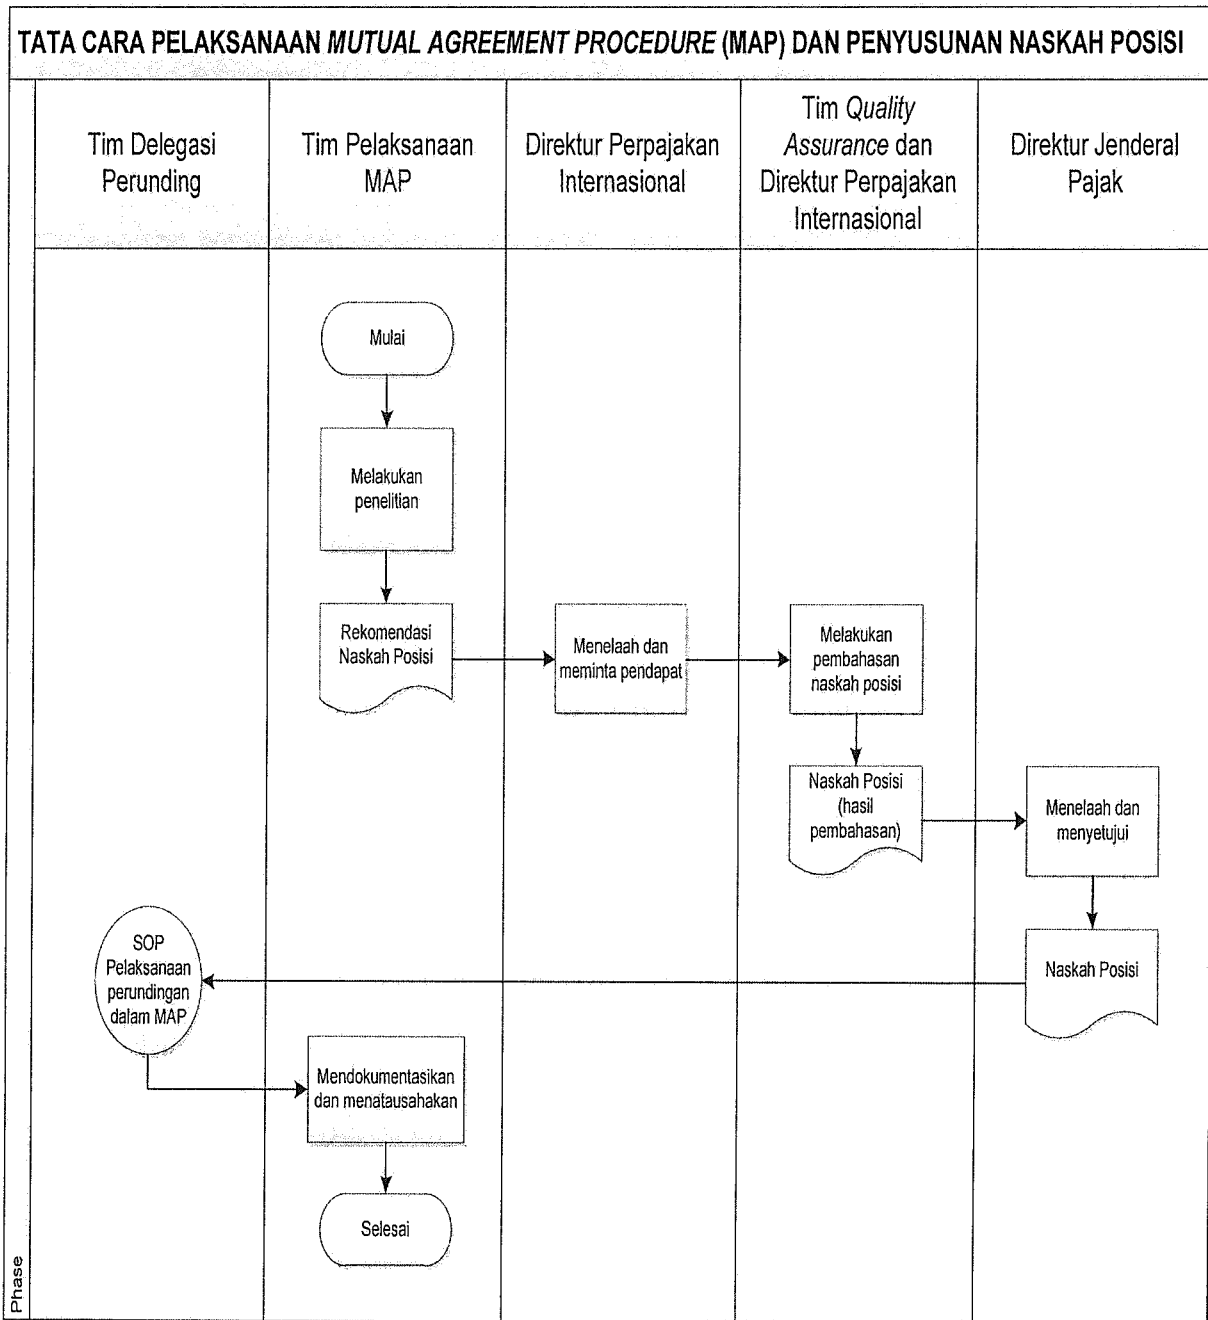 TATA CARA PELAKSANAAN MUTUAL AGREEMENT PROCEDURE (MAP) DAN PENYUSUNAN NASKAH POSISI
Tim Delegasi
Perunding
Tim Pelaksanaan
MAP
Direktur Perpajakan
Internasional
Tim Quality
Assurance dan
Direktur Perpajakan
Internasional
Direktur Jenderal
Pajak
Mulai
Melakukan
penelitian
Rekomendasi
Naskah Posisi
Menelaah dan
meminta pendapat
Melakukan
pembahasan
naskah posisi
Naskah Posisi
(hasil
pembahasan)
Menelaah dan
menyetujui
Naskah Posisi
SOP
Pelaksanaan
perundingan
dalam MAP
Mendokumentasikan
dan menatausahakan
Selesai
Phase